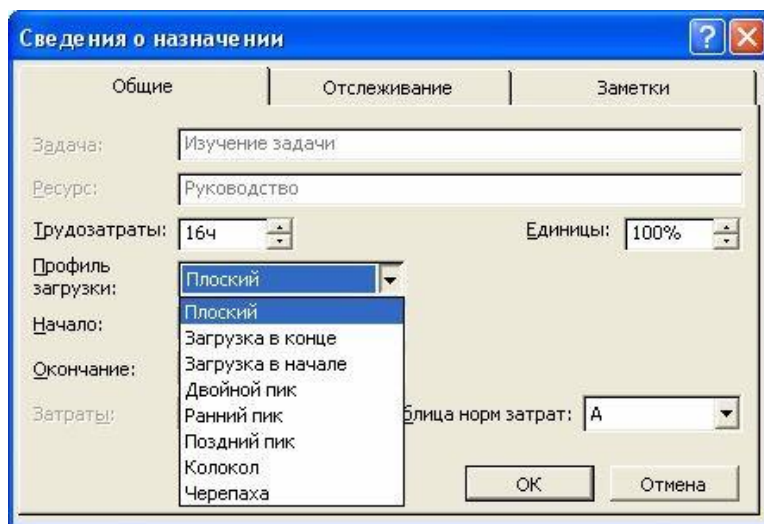 Сведения о назначении
Общие Отслеживание Заметки
Задача: Изучение задачи
Ресурс: Руководство
Трудозатраты: 16ч Единицы: 100%
Профиль
загрузки: Плоский
Плоский
Начало:
Загрузка в конце
Загрузка в начале
Окончание:
Двойной пик
Затраты: Ранний пик блица норм затрат: A
Поздний пик
Колокол
Черепаха
ОК Отмена